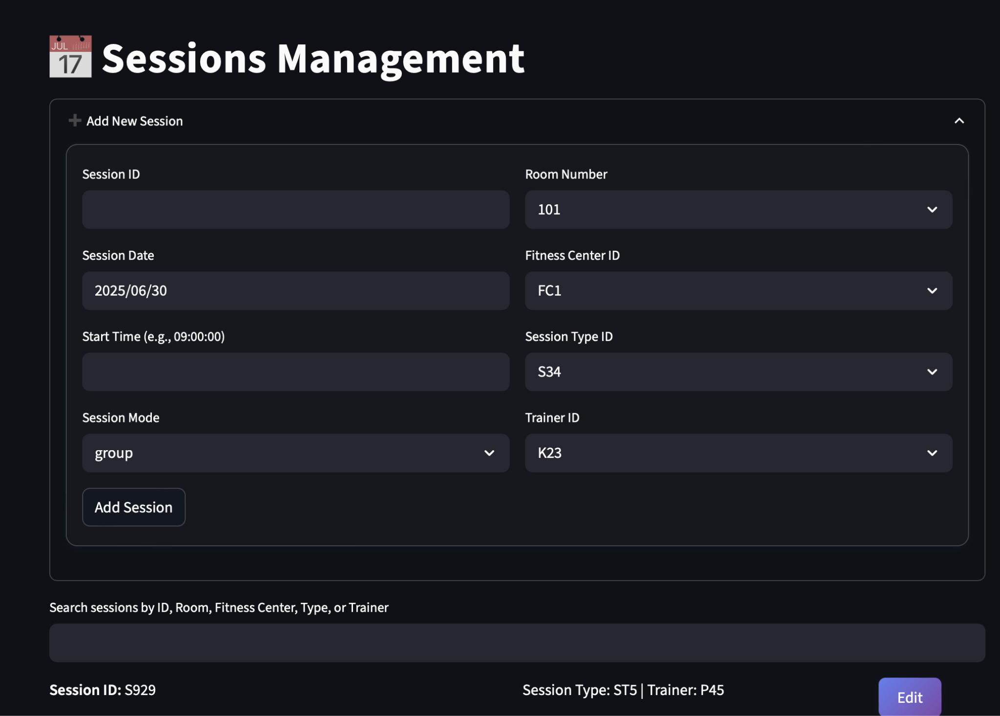 JUL
17
Sessions Management
Add New Session
Session ID
Room Number
101
Session Date
Fitness Center ID
2025/06/30
FC1
Start Time (e.g., 09:00:00)
Session Type ID
S34
Session Mode
Trainer ID
group
K23
Add Session
Search sessions by ID, Room, Fitness Center, Type, or Trainer
Session ID: S929
Session Type: ST5 | Trainer: P45
Edit